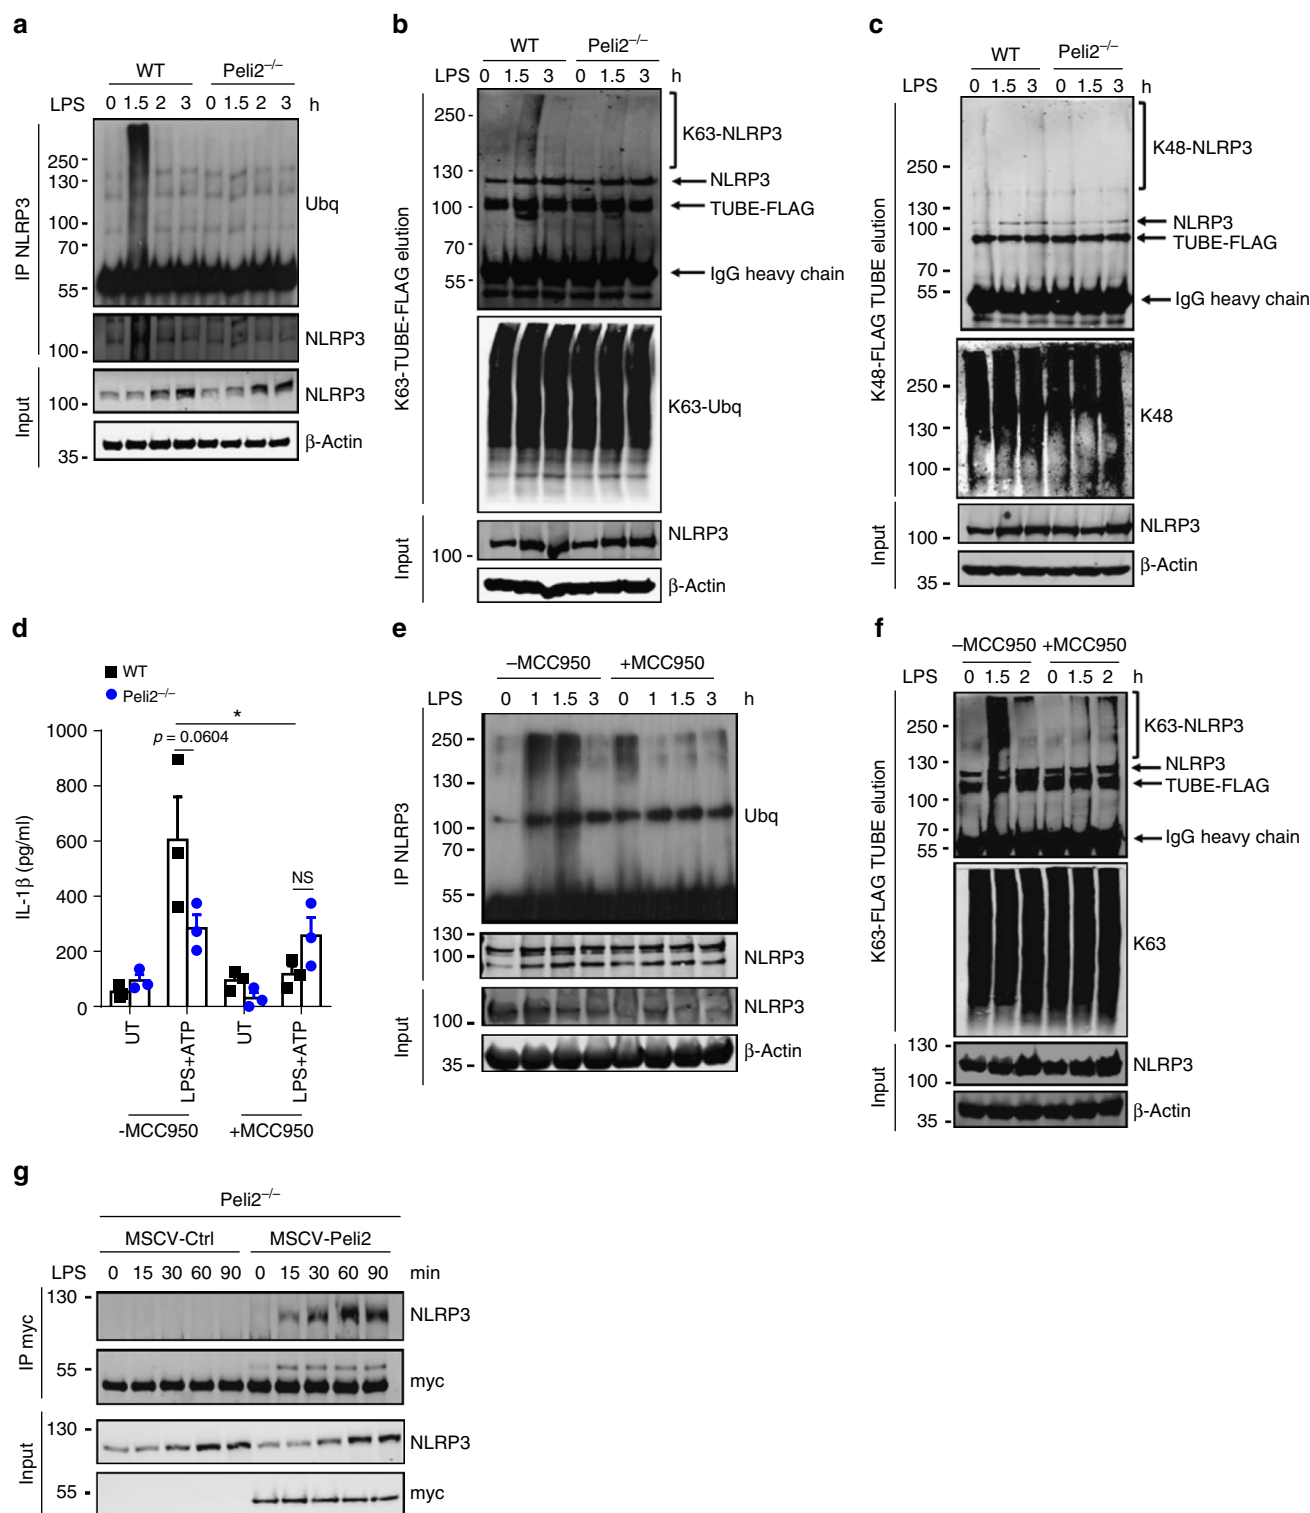 a
WT Peli2–/–
LPS 0 1.5 2 3 0 1.5 2 3 h
IP NLRP3
250
130
100
70
55
Ubq
100
NLRP3
Input
100
NLRP3
35
β-Actin
b
WT Peli2–/–
LPS 0 1.5 3 0 1.5 3 h
K63-TUBE-FLAG elution
250
130
100
70
55
K63-NLRP3
NLRP3
TUBE-FLAG
IgG heavy chain
K63-Ubq
Input
100
NLRP3
β-Actin
c
WT Peli2–/–
LPS 0 1.5 3 0 1.5 3 h
K48-FLAG TUBE elution
250
130
100
70
55
K48-NLRP3
NLRP3
TUBE-FLAG
IgG heavy chain
250
130
100
K48
Input
100
NLRP3
35
β-Actin
d
WT
Peli2–/–
IL-1β (pg/ml)
1000
800
600
400
200
0
*
p = 0.0604
NS
UT LPS+ATP UT LPS+ATP
-MCC950 +MCC950
e
–MCC950 +MCC950
LPS 0 1 1.5 3 0 1 1.5 3 h
IP NLRP3
250
130
100
70
55
Ubq
130
100
NLRP3
Input
100
NLRP3
35
β-Actin
f
–MCC950 +MCC950
LPS 0 1.5 2 0 1.5 2 h
K63-FLAG TUBE elution
250
130
100
70
55
K63-NLRP3
NLRP3
TUBE-FLAG
IgG heavy chain
K63
Input
130
100
NLRP3
35
β-Actin
g
Peli2–/–
MSCV-Ctrl MSCV-Peli2
LPS 0 15 30 60 90 0 15 30 60 90 min
IP myc
130
NLRP3
55
myc
Input
130
NLRP3
55
myc